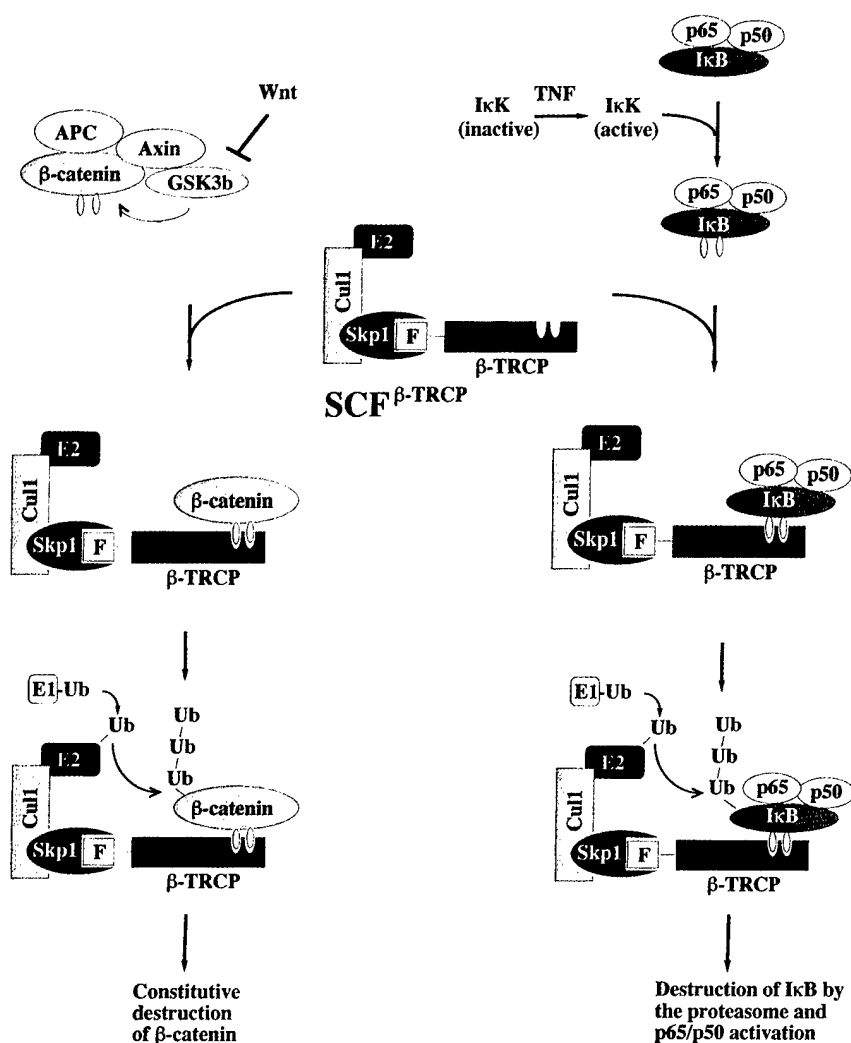 Wnt
APC
Axin
β-catenin
GSK3b
p65
p50
IκB
TNF
IκK
(inactive)
IκK
(active)
p65
p50
IκB
E2
Cul1
Skp1
F
β-TRCP
SCF β-TRCP
E2
Cul1
β-catenin
Skp1
F
β-TRCP
E2
Cul1
p65
p50
IκB
Skp1
F
β-TRCP
E1-Ub
Ub
Ub
Ub
Ub
E2
Cul1
β-catenin
Skp1
F
β-TRCP
Constitutive
destruction
of β-catenin
E1-Ub
Ub
Ub
Ub
Ub
E2
Cul1
p65
p50
IκB
Skp1
F
β-TRCP
Destruction of IκB by
the proteasome and
p65/p50 activation